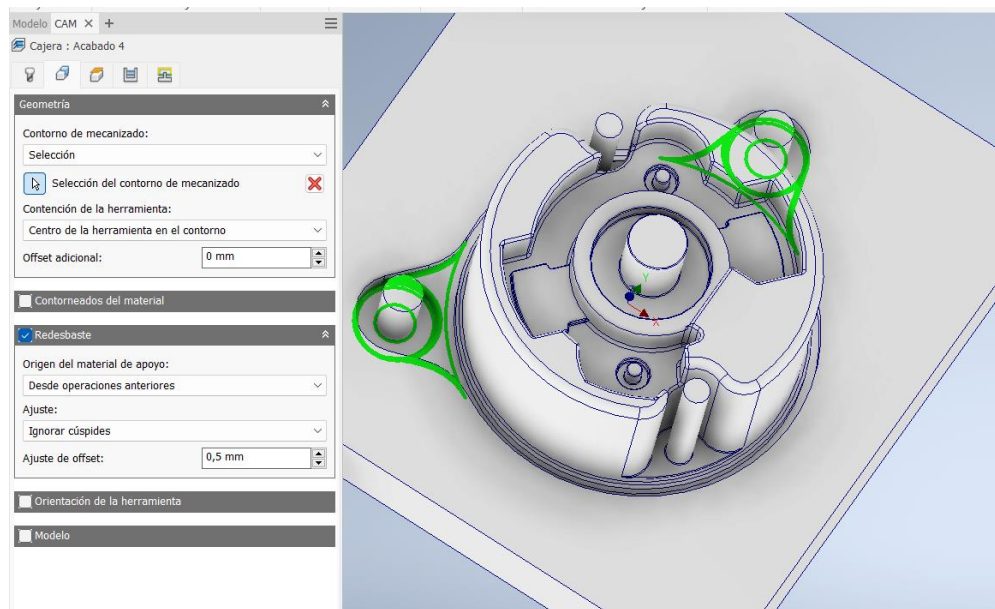 Modelo CAM × +
Cajera : Acabado 4
Geometría
Contorno de mecanizado:
Selección
Selección del contorno de mecanizado
Contención de la herramienta:
Centro de la herramienta en el contorno
Offset adicional: 0 mm
Contorneados del material
Redesbaste
Origen del material de apoyo:
Desde operaciones anteriores
Ajuste:
Ignorar cúspides
Ajuste de offset: 0,5 mm
Orientación de la herramienta
Modelo
Y
X